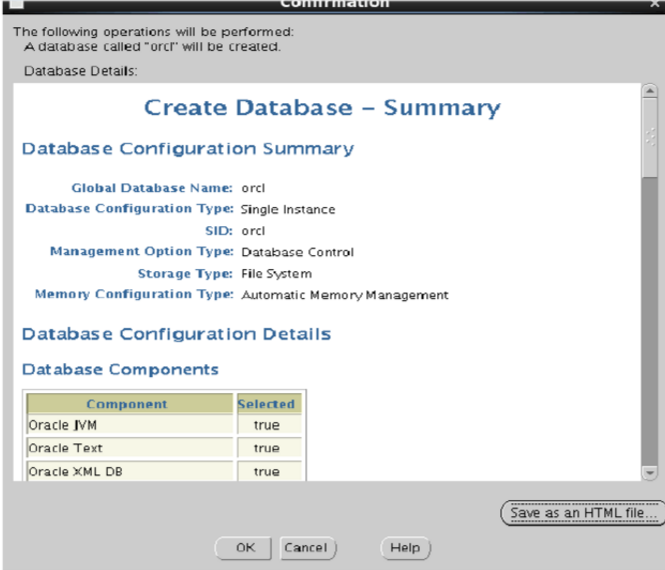 Confirmation
The following operations will be performed:
A database called "orcl" will be created.
Database Details:
Create Database – Summary
Database Configuration Summary
Global Database Name: orcl
Database Configuration Type: Single Instance
SID: orcl
Management Option Type: Database Control
Storage Type: File System
Memory Configuration Type: Automatic Memory Management
Database Configuration Details
Database Components
Component Selected
Oracle JVM true
Oracle Text true
Oracle XML DB true
Save as an HTML file...
OK Cancel Help